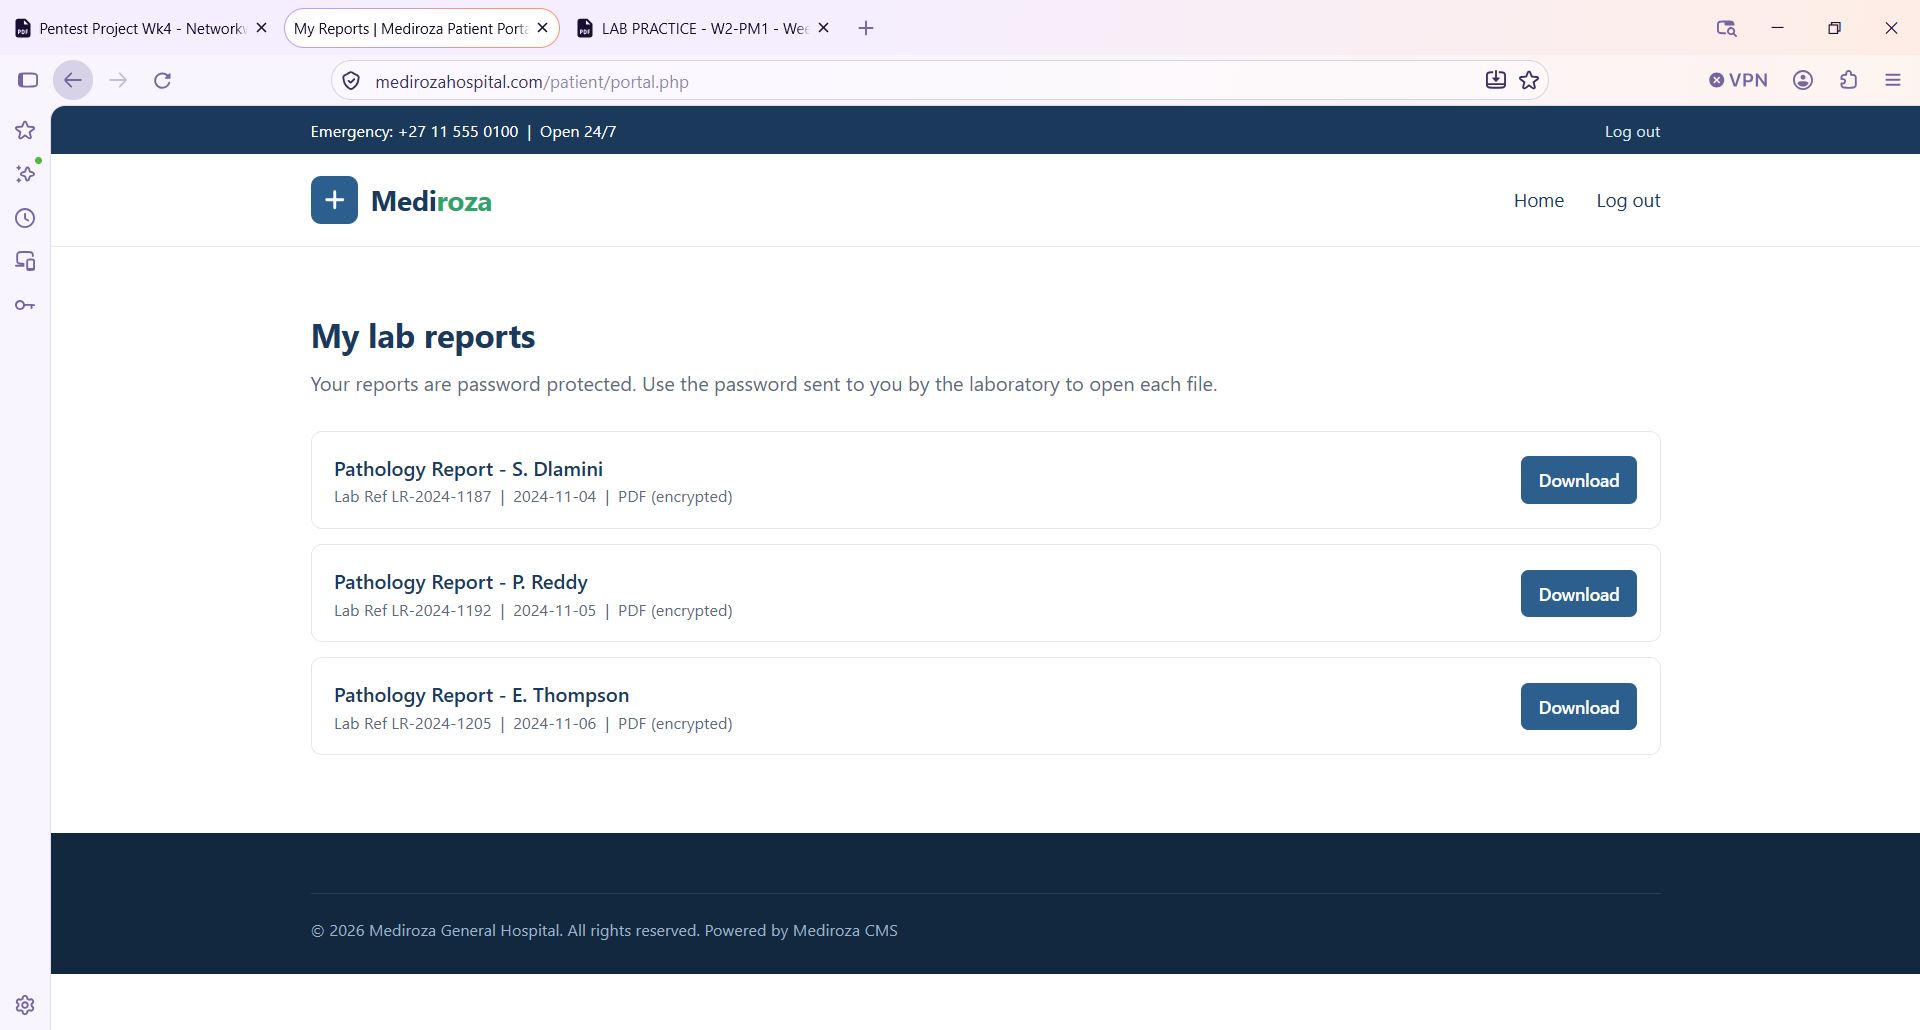 Pentest Project Wk4 - Networkv
My Reports | Mediroza Patient Porta
LAB PRACTICE - W2-PM1 - Wee
medirozahospital.com/patient/portal.php
VPN
Emergency: +27 11 555 0100 | Open 24/7
Log out
Mediroza
Home
Log out
My lab reports
Your reports are password protected. Use the password sent to you by the laboratory to open each file.
Pathology Report - S. Dlamini
Lab Ref LR-2024-1187 | 2024-11-04 | PDF (encrypted)
Download
Pathology Report - P. Reddy
Lab Ref LR-2024-1192 | 2024-11-05 | PDF (encrypted)
Download
Pathology Report - E. Thompson
Lab Ref LR-2024-1205 | 2024-11-06 | PDF (encrypted)
Download
© 2026 Mediroza General Hospital. All rights reserved. Powered by Mediroza CMS